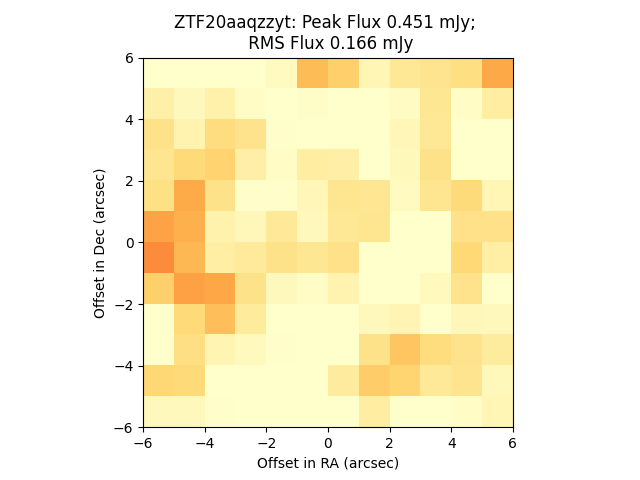 ZTF20aaqzzyt: Peak Flux 0.451 mJy;
RMS Flux 0.166 mJy
6
4
2
0
−2
−4
−6
Offset in Dec (arcsec)
−6 −4 −2 0 2 4 6
Offset in RA (arcsec)